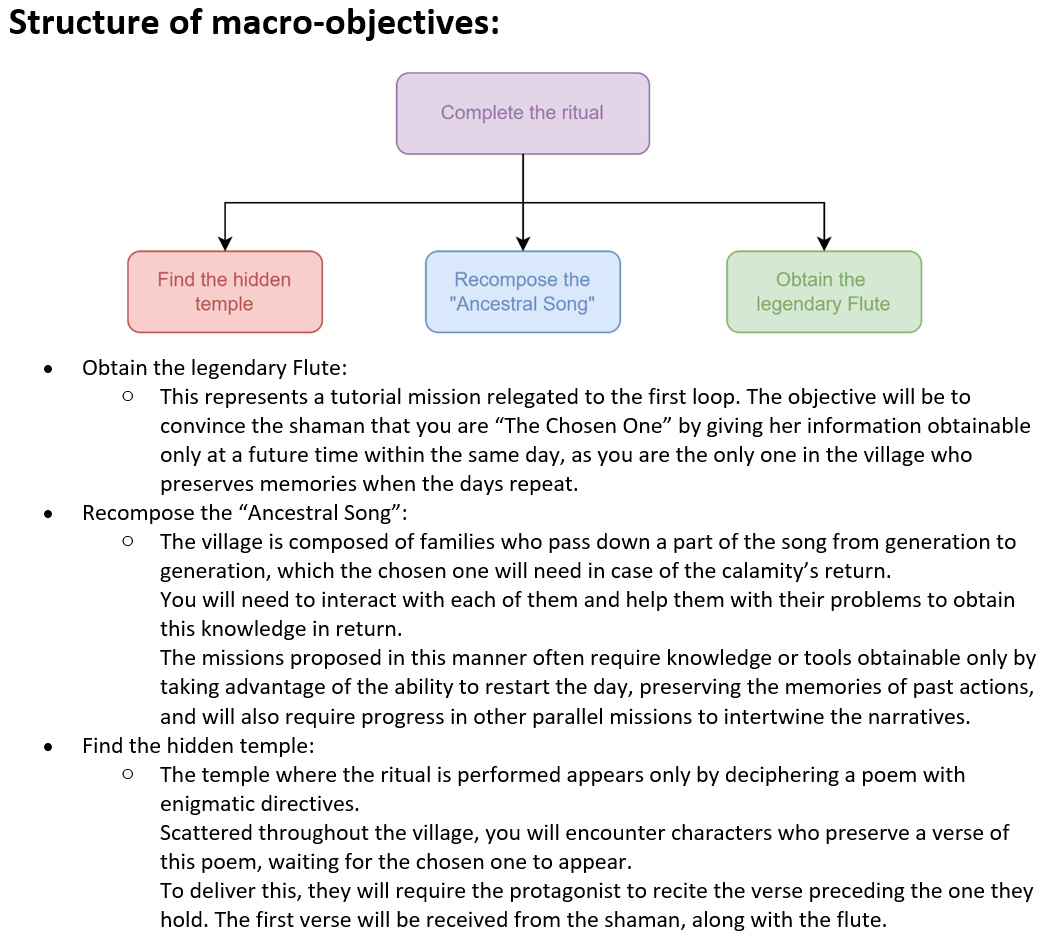 Structure of macro-objectives:
Complete the ritual
Find the hidden
temple
Recompose the
"Ancestral Song"
Obtain the
legendary Flute
• Obtain the legendary Flute:
○ This represents a tutorial mission relegated to the first loop. The objective will be to
convince the shaman that you are “The Chosen One” by giving her information obtainable
only at a future time within the same day, as you are the only one in the village who
preserves memories when the days repeat.
• Recompose the “Ancestral Song”:
○ The village is composed of families who pass down a part of the song from generation to
generation, which the chosen one will need in case of the calamity’s return.
You will need to interact with each of them and help them with their problems to obtain
this knowledge in return.
The missions proposed in this manner often require knowledge or tools obtainable only by
taking advantage of the ability to restart the day, preserving the memories of past actions,
and will also require progress in other parallel missions to intertwine the narratives.
• Find the hidden temple:
○ The temple where the ritual is performed appears only by deciphering a poem with
enigmatic directives.
Scattered throughout the village, you will encounter characters who preserve a verse of
this poem, waiting for the chosen one to appear.
To deliver this, they will require the protagonist to recite the verse preceding the one they
hold. The first verse will be received from the shaman, along with the flute.